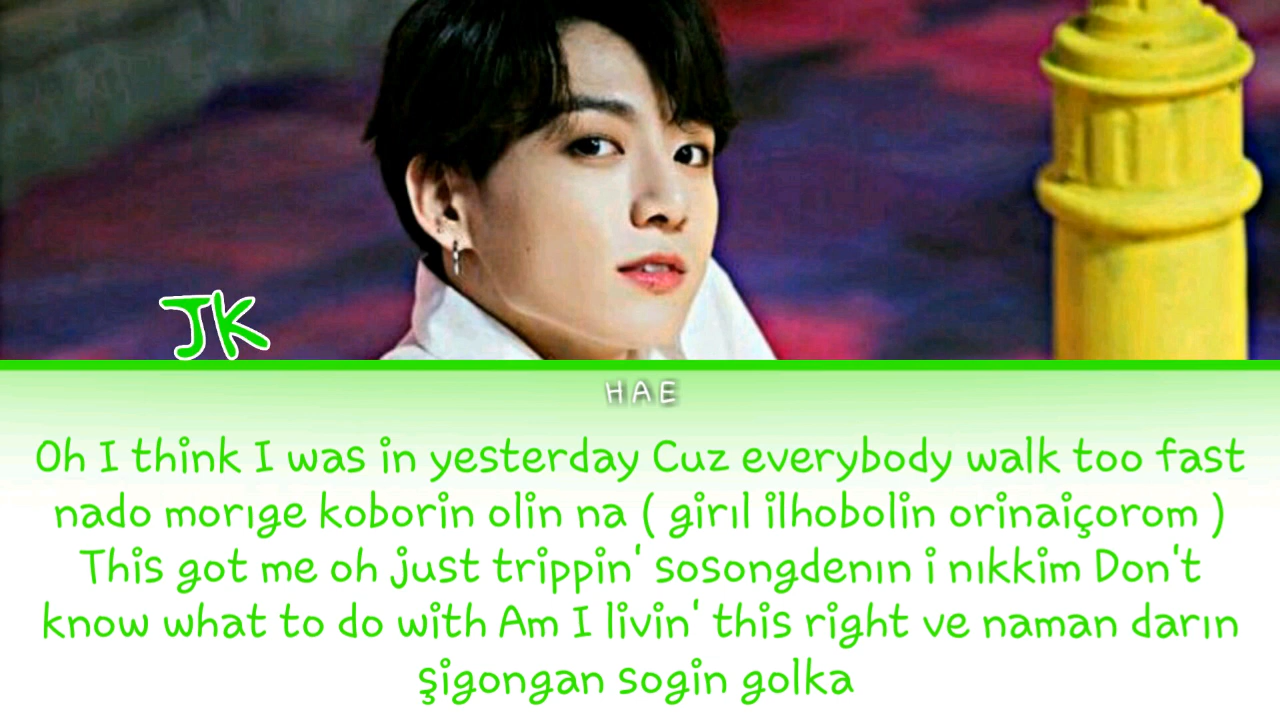 JK
HAE
Oh I think I was in yesterday Cuz everybody walk too fast
nado morıge koborin olin na ( girıl ilhobolin orinaiçorom )
This got me oh just trippin' sosongdenın i nıkkim Don't
know what to do with Am I livin' this right ve naman darın
şigongan sogin golka